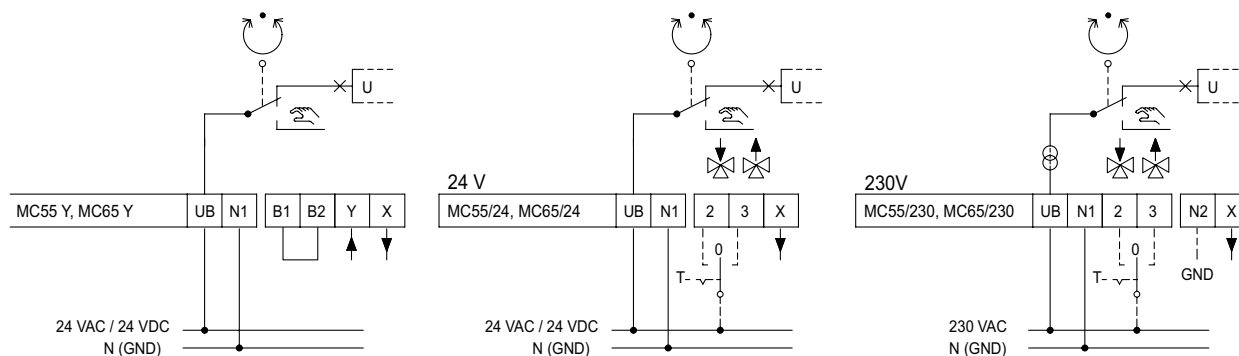 U
MC55 Y, MC65 Y
UB
N1
B1
B2
Y
X
24 VAC / 24 VDC
N (GND)
U
24 V
MC55/24, MC65/24
UB
N1
2
3
X
0
T
24 VAC / 24 VDC
N (GND)
U
230V
MC55/230, MC65/230
UB
N1
2
3
N2
X
0
T
GND
230 VAC
N (GND)